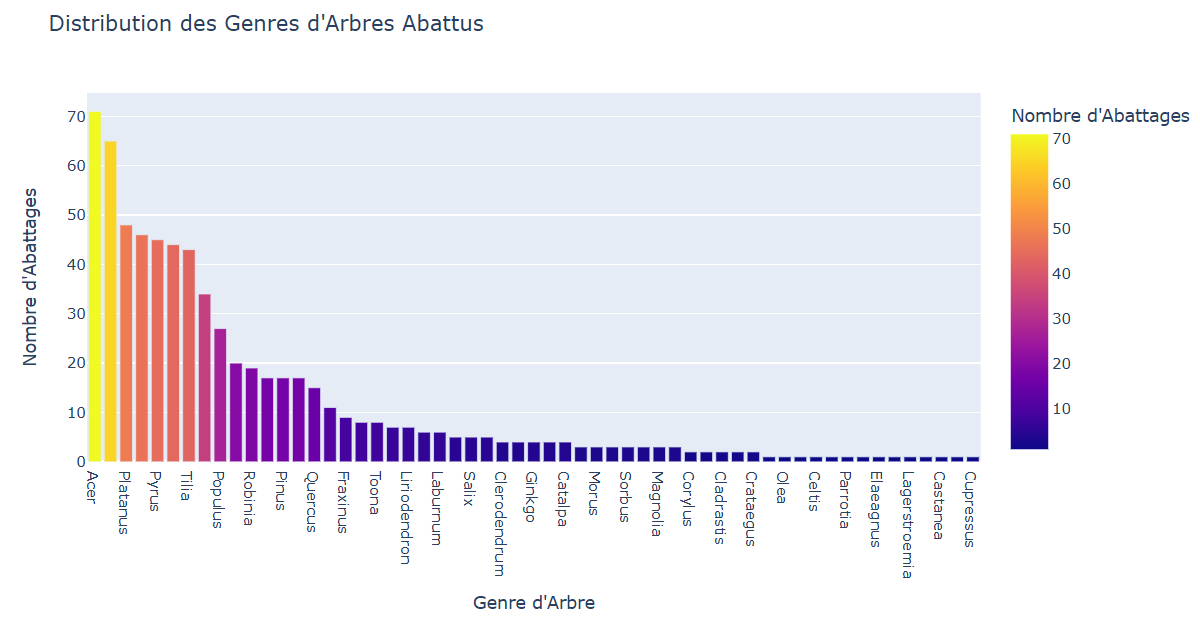 Distribution des Genres d'Arbres Abattus
Nombre d'Abattages
70
60
50
40
30
20
10
0
Acer
Platanus
Pyrus
Tilia
Populus
Robinia
Pinus
Quercus
Fraxinus
Toona
Liriodendron
Laburnum
Salix
Clerodendrum
Ginkgo
Catalpa
Morus
Sorbus
Magnolia
Corylus
Cladrastis
Crataegus
Olea
Celtis
Parrotia
Elaeagnus
Lagerstroemia
Castanea
Cupressus
Genre d'Arbre
Nombre d'Abattages
70
60
50
40
30
20
10